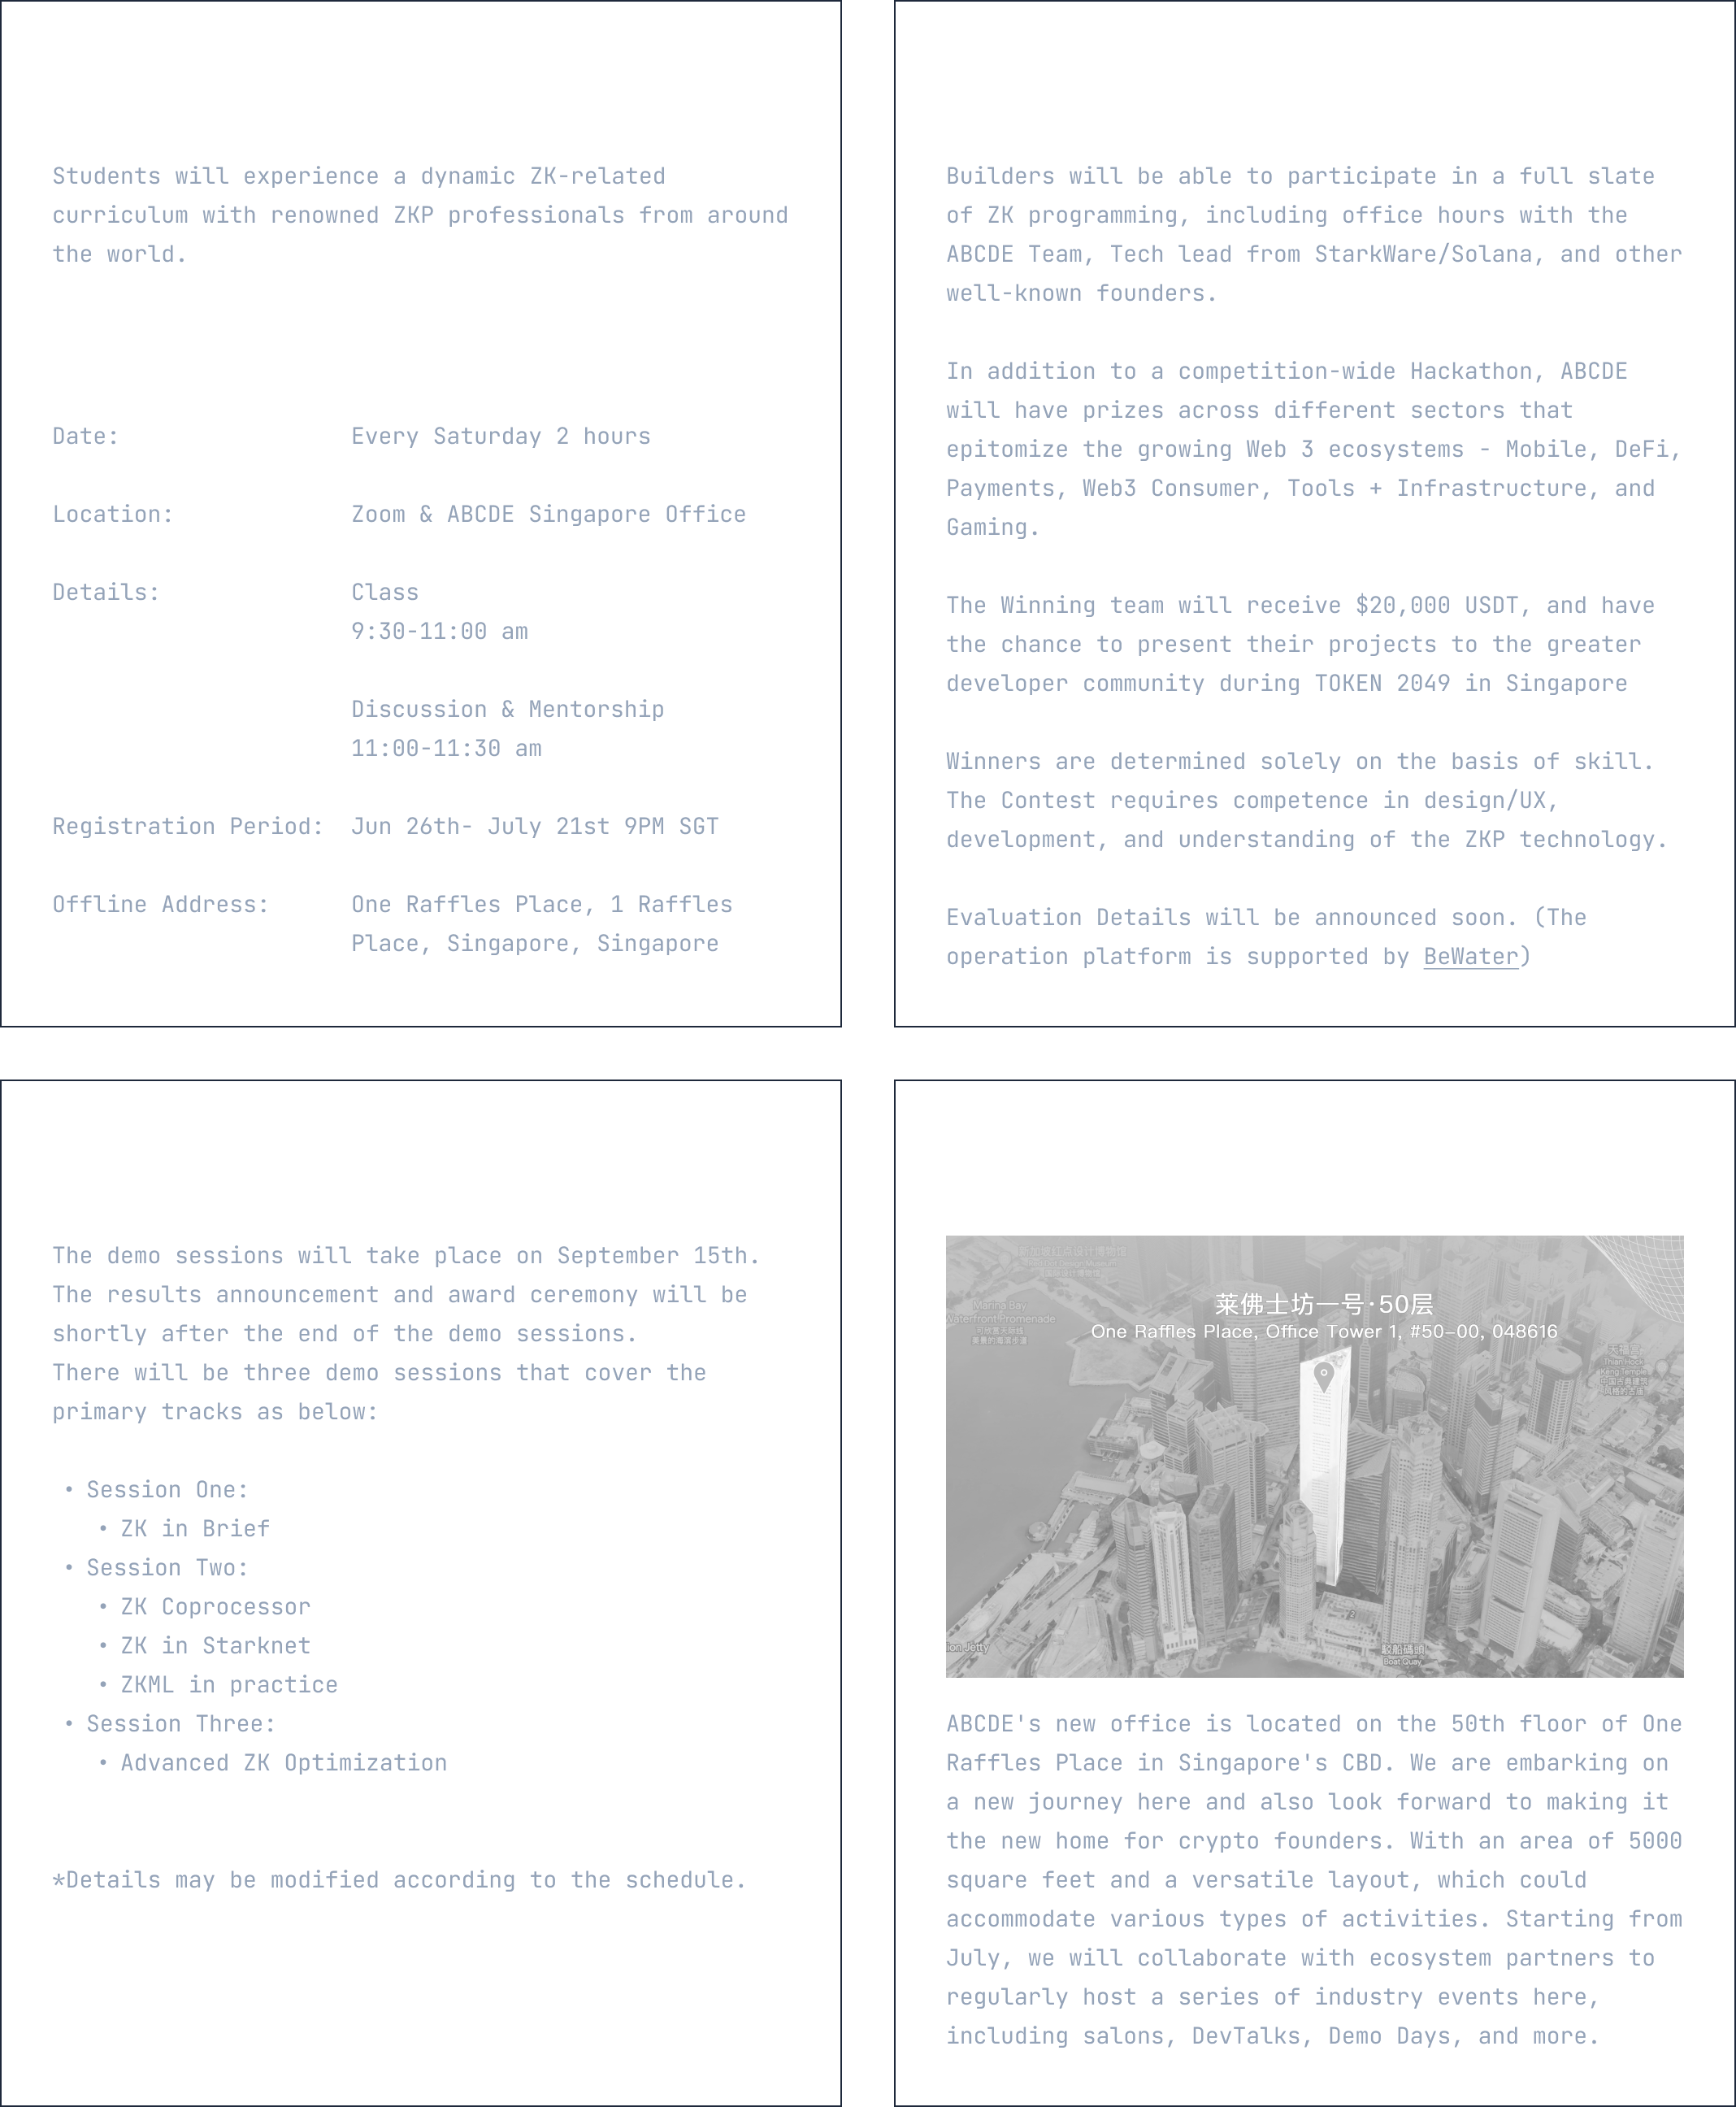 Students will experience a dynamic ZK-related
curriculum with renowned ZKP professionals from around
the world.
Date: Every Saturday 2 hours
Location: Zoom & ABCDE Singapore Office
Details: Class
9:30-11:00 am
Discussion & Mentorship
11:00-11:30 am
Registration Period: Jun 26th- July 21st 9PM SGT
Offline Address: One Raffles Place, 1 Raffles
Place, Singapore, Singapore
Builders will be able to participate in a full slate
of ZK programming, including office hours with the
ABCDE Team, Tech lead from StarkWare/Solana, and other
well-known founders.
In addition to a competition-wide Hackathon, ABCDE
will have prizes across different sectors that
epitomize the growing Web 3 ecosystems - Mobile, DeFi,
Payments, Web3 Consumer, Tools + Infrastructure, and
Gaming.
The Winning team will receive $20,000 USDT, and have
the chance to present their projects to the greater
developer community during TOKEN 2049 in Singapore
Winners are determined solely on the basis of skill.
The Contest requires competence in design/UX,
development, and understanding of the ZKP technology.
Evaluation Details will be announced soon. (The
operation platform is supported by BeWater)
The demo sessions will take place on September 15th.
The results announcement and award ceremony will be
shortly after the end of the demo sessions.
There will be three demo sessions that cover the
primary tracks as below:
• Session One:
• ZK in Brief
• Session Two:
• ZK Coprocessor
• ZK in Starknet
• ZKML in practice
• Session Three:
• Advanced ZK Optimization
*Details may be modified according to the schedule.
新加坡红点设计博物馆
莱佛士坊一号·50层
One Raffles Place, Office Tower 1, #50-00, 048616
Marina Bay
Waterfront Promenade
天福宫
Thian Hock
Keng Temple
駁船碼頭
Boat Quay
ABCDE's new office is located on the 50th floor of One
Raffles Place in Singapore's CBD. We are embarking on
a new journey here and also look forward to making it
the new home for crypto founders. With an area of 5000
square feet and a versatile layout, which could
accommodate various types of activities. Starting from
July, we will collaborate with ecosystem partners to
regularly host a series of industry events here,
including salons, DevTalks, Demo Days, and more.